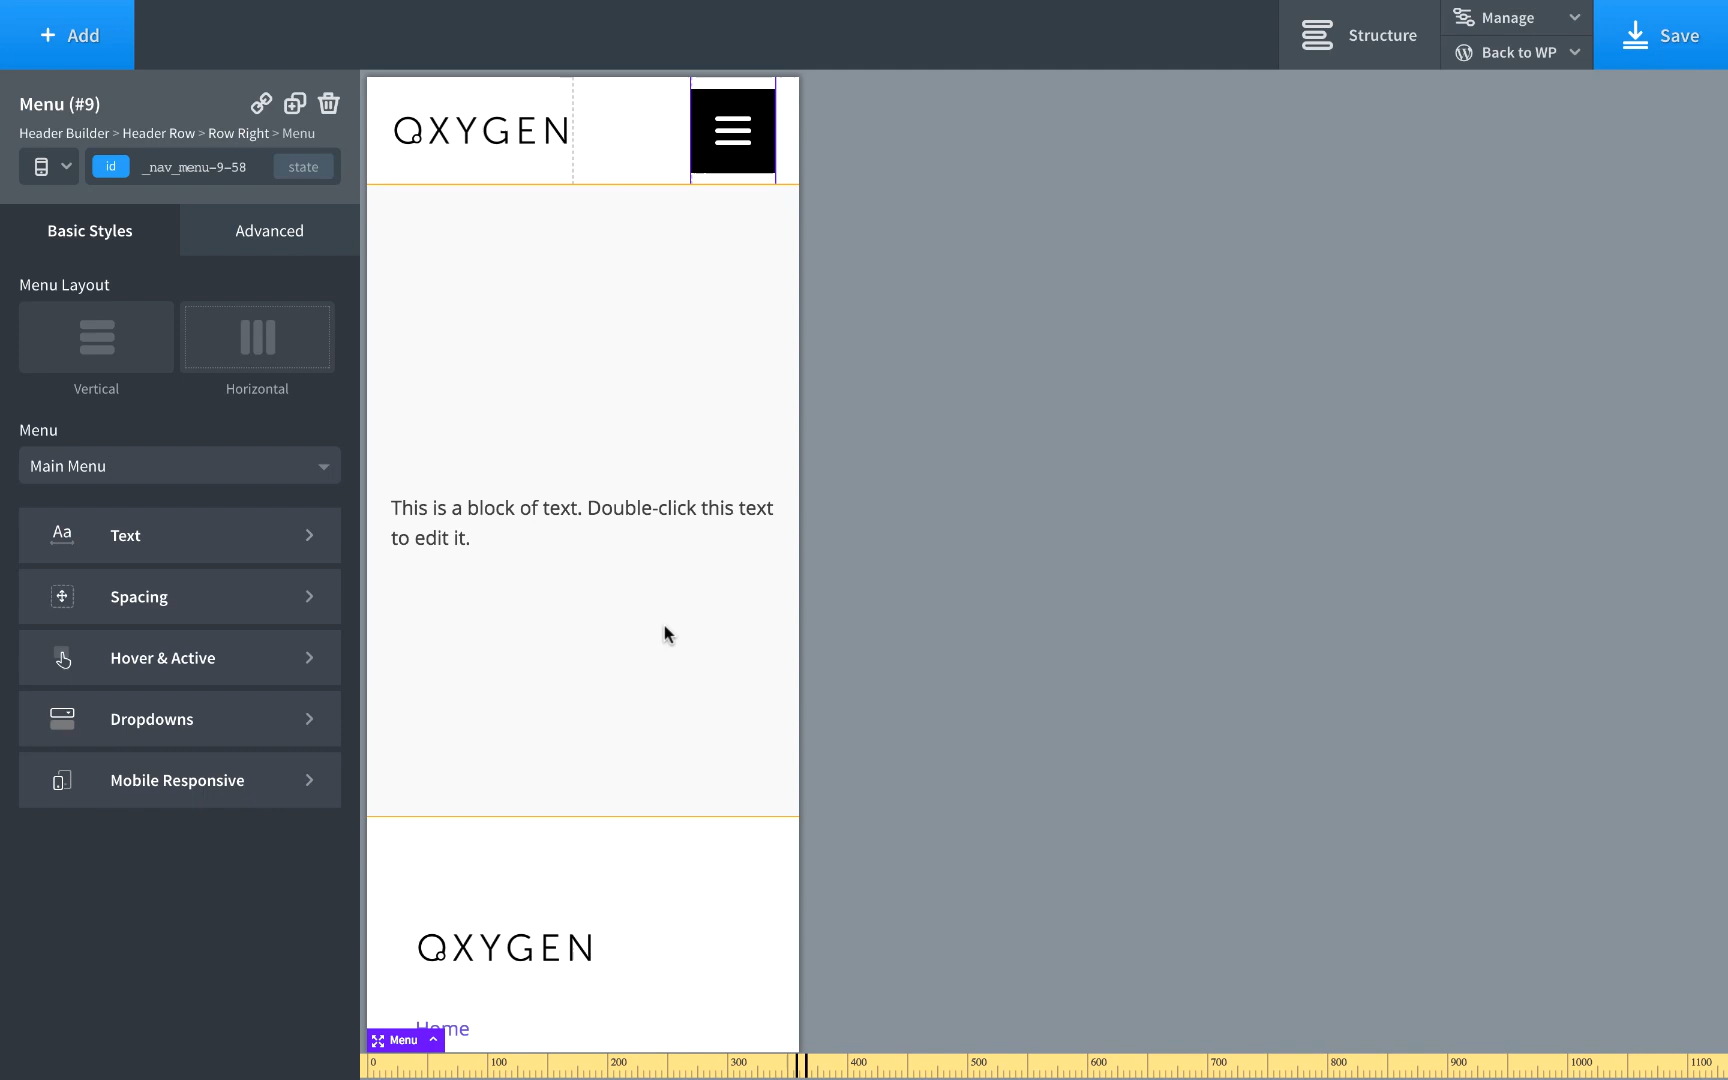 Add
Structure
Manage
Back to WP
Save
Menu (#9)
Header Builder > Header Row > Row Right > Menu
id
_nav_menu-9-58
state
Basic Styles
Advanced
Menu Layout
Vertical
Horizontal
Menu
Main Menu
Aa
Text
Spacing
Hover & Active
Dropdowns
Mobile Responsive
OXYGEN
This is a block of text. Double-click this text
to edit it.
OXYGEN
Home
Menu
0 100 200 300 400 500 600 700 800 900 1000 1100